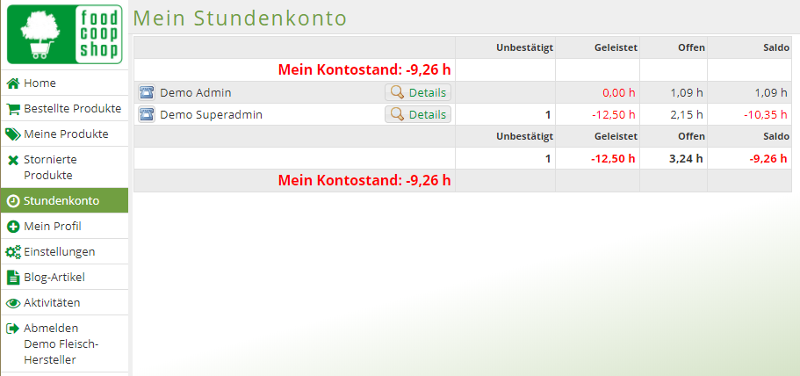 food
coop
shop
Home
Bestellte Produkte
Meine Produkte
Stornierte
Produkte
Stundenkonto
Mein Profil
Einstellungen
Blog-Artikel
Aktivitäten
Abmelden
Demo Fleisch-
Hersteller
Mein Stundenkonto
Unbestätigt Geleistet Offen Saldo
Mein Kontostand: -9,26 h
Demo Admin Details 0,00 h 1,09 h 1,09 h
Demo Superadmin Details 1 -12,50 h 2,15 h -10,35 h
Unbestätigt Geleistet Offen Saldo
1 -12,50 h 3,24 h -9,26 h
Mein Kontostand: -9,26 h